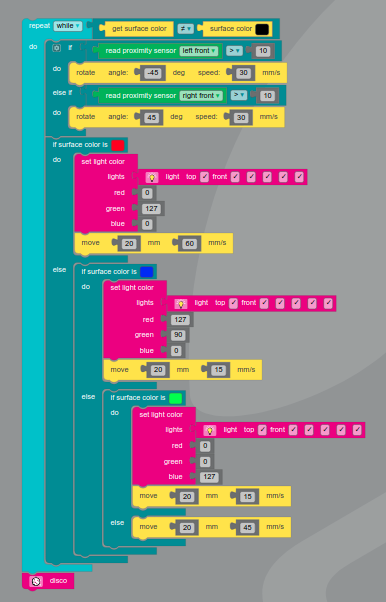 repeat while ▾ get surface color ≠ ▾ surface color
do if read proximity sensor left front ▾ > ▾ 10
do rotate angle: -45 deg speed: 30 mm/s
else if read proximity sensor right front ▾ > ▾ 10
do rotate angle: 45 deg speed: 30 mm/s
if surface color is
do set light color
lights light top ✓ front ✓ ✓ ✓ ✓ ✓
red 0
green 127
blue 0
move 20 mm 60 mm/s
else if surface color is
do set light color
lights light top ✓ front ✓ ✓ ✓ ✓ ✓
red 127
green 90
blue 0
move 20 mm 15 mm/s
else if surface color is
do set light color
lights light top ✓ front ✓ ✓ ✓ ✓ ✓
red 0
green 0
blue 127
move 20 mm 15 mm/s
else move 20 mm 45 mm/s
disco